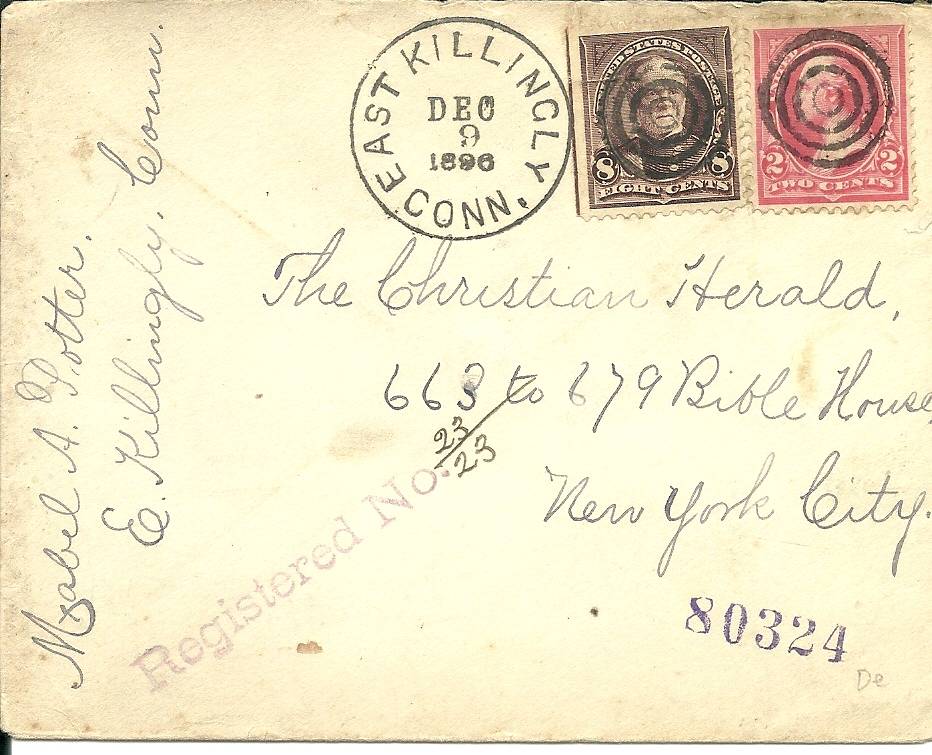 Mabel A. Potter.
E. Killingly, Conn.
EAST KILLINGLY
DEC
9
1896
CONN.
UNITED STATES POSTAGE
8 8
EIGHT CENTS
2 2
TWO CENTS
The Christian Herald,
663 to 679 Bible House
New York City.
Registered No. 23/23
80324
De